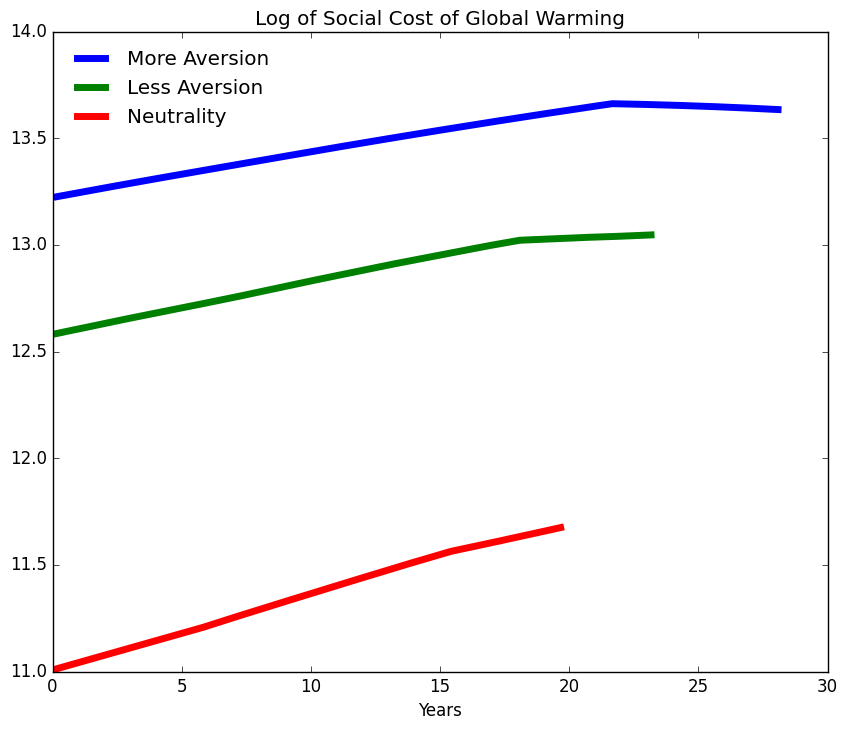 Log of Social Cost of Global Warming
14.0
More Aversion
Less Aversion
Neutrality
13.5
13.0
12.5
12.0
11.5
11.0
0 5 10 15 20 25 30
Years